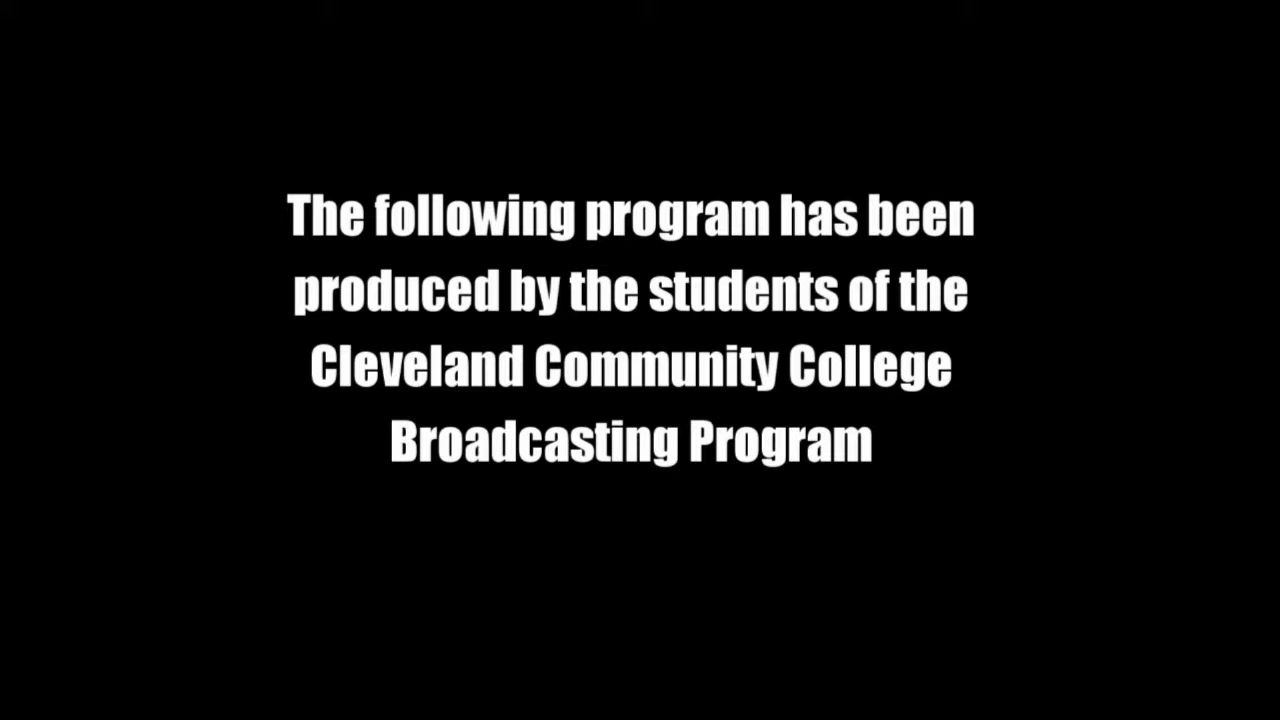 The following program has been
produced by the students of the
Cleveland Community College
Broadcasting Program